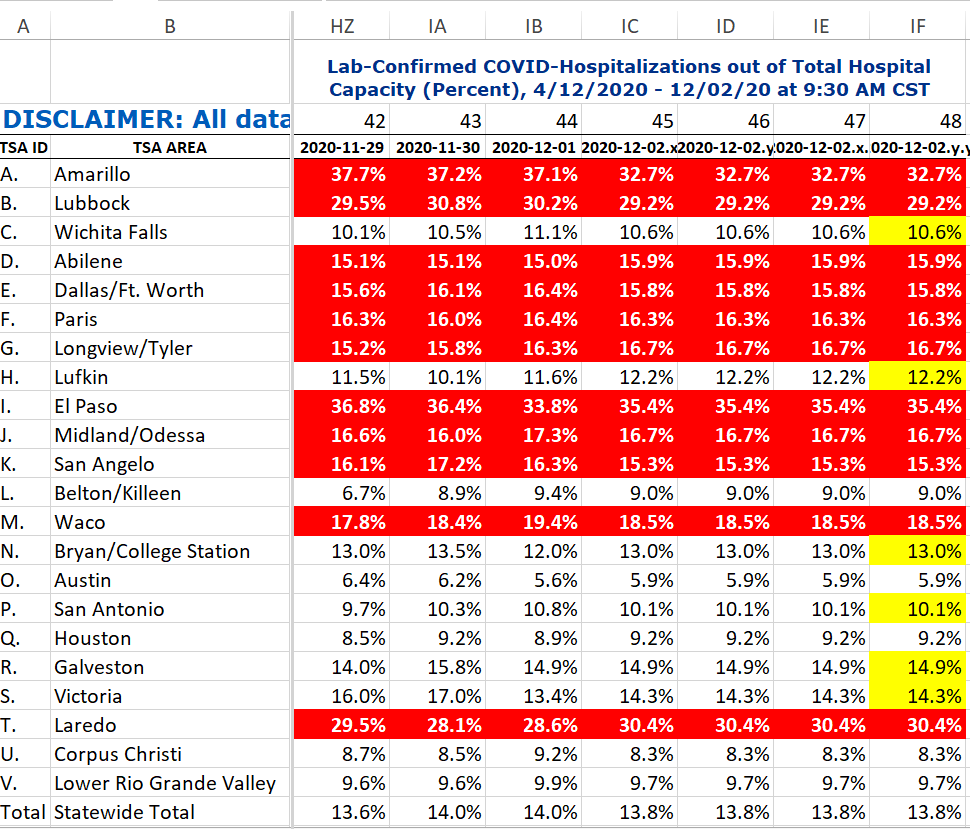 A B HZ IA IB IC ID IE IF
Lab-Confirmed COVID-Hospitalizations out of Total Hospital
Capacity (Percent), 4/12/2020 - 12/02/20 at 9:30 AM CST
DISCLAIMER: All data 42 43 44 45 46 47 48
TSA ID TSA AREA 2020-11-29 2020-11-30 2020-12-01 2020-12-02.x 2020-12-02.y 020-12-02.x. 020-12-02.y.y
A. Amarillo 37.7% 37.2% 37.1% 32.7% 32.7% 32.7% 32.7%
B. Lubbock 29.5% 30.8% 30.2% 29.2% 29.2% 29.2% 29.2%
C. Wichita Falls 10.1% 10.5% 11.1% 10.6% 10.6% 10.6% 10.6%
D. Abilene 15.1% 15.1% 15.0% 15.9% 15.9% 15.9% 15.9%
E. Dallas/Ft. Worth 15.6% 16.1% 16.4% 15.8% 15.8% 15.8% 15.8%
F. Paris 16.3% 16.0% 16.4% 16.3% 16.3% 16.3% 16.3%
G. Longview/Tyler 15.2% 15.8% 16.3% 16.7% 16.7% 16.7% 16.7%
H. Lufkin 11.5% 10.1% 11.6% 12.2% 12.2% 12.2% 12.2%
I. El Paso 36.8% 36.4% 33.8% 35.4% 35.4% 35.4% 35.4%
J. Midland/Odessa 16.6% 16.0% 17.3% 16.7% 16.7% 16.7% 16.7%
K. San Angelo 16.1% 17.2% 16.3% 15.3% 15.3% 15.3% 15.3%
L. Belton/Killeen 6.7% 8.9% 9.4% 9.0% 9.0% 9.0% 9.0%
M. Waco 17.8% 18.4% 19.4% 18.5% 18.5% 18.5% 18.5%
N. Bryan/College Station 13.0% 13.5% 12.0% 13.0% 13.0% 13.0% 13.0%
O. Austin 6.4% 6.2% 5.6% 5.9% 5.9% 5.9% 5.9%
P. San Antonio 9.7% 10.3% 10.8% 10.1% 10.1% 10.1% 10.1%
Q. Houston 8.5% 9.2% 8.9% 9.2% 9.2% 9.2% 9.2%
R. Galveston 14.0% 15.8% 14.9% 14.9% 14.9% 14.9% 14.9%
S. Victoria 16.0% 17.0% 13.4% 14.3% 14.3% 14.3% 14.3%
T. Laredo 29.5% 28.1% 28.6% 30.4% 30.4% 30.4% 30.4%
U. Corpus Christi 8.7% 8.5% 9.2% 8.3% 8.3% 8.3% 8.3%
V. Lower Rio Grande Valley 9.6% 9.6% 9.9% 9.7% 9.7% 9.7% 9.7%
Total Statewide Total 13.6% 14.0% 14.0% 13.8% 13.8% 13.8% 13.8%